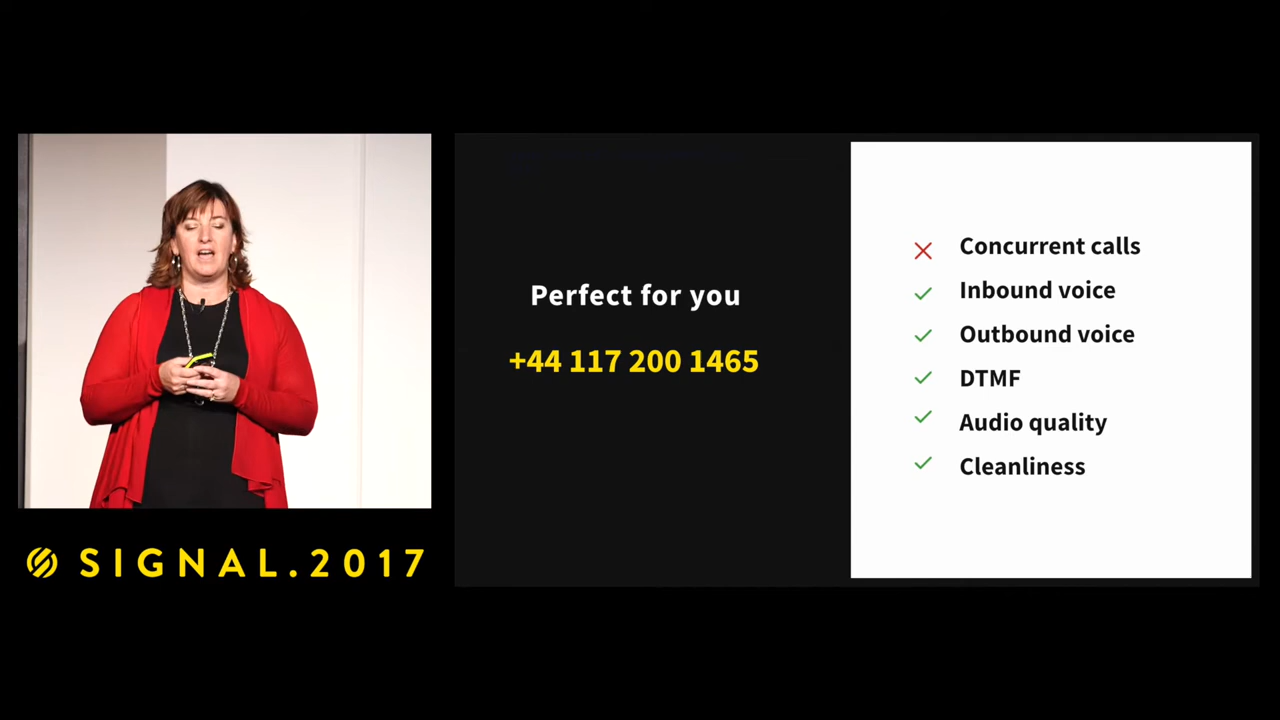 SIGNAL.2017
Perfect for you
+44 117 200 1465
Concurrent calls
Inbound voice
Outbound voice
DTMF
Audio quality
Cleanliness